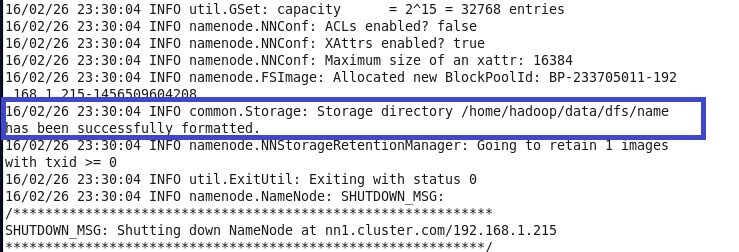 16/02/26 23:30:04 INFO util.GSet: capacity      = 2^15 = 32768 entries
16/02/26 23:30:04 INFO namenode.NNConf: ACLs enabled? false
16/02/26 23:30:04 INFO namenode.NNConf: XAttrs enabled? true
16/02/26 23:30:04 INFO namenode.NNConf: Maximum size of an xattr: 16384
16/02/26 23:30:04 INFO namenode.FSImage: Allocated new BlockPoolId: BP-233705011-192
.168.1.215-1456509604208
16/02/26 23:30:04 INFO common.Storage: Storage directory /home/hadoop/data/dfs/name
has been successfully formatted.
16/02/26 23:30:04 INFO namenode.NNStorageRetentionManager: Going to retain 1 images
with txid >= 0
16/02/26 23:30:04 INFO util.ExitUtil: Exiting with status 0
16/02/26 23:30:04 INFO namenode.NameNode: SHUTDOWN_MSG:
/************************************************************
SHUTDOWN_MSG: Shutting down NameNode at nn1.cluster.com/192.168.1.215
************************************************************/